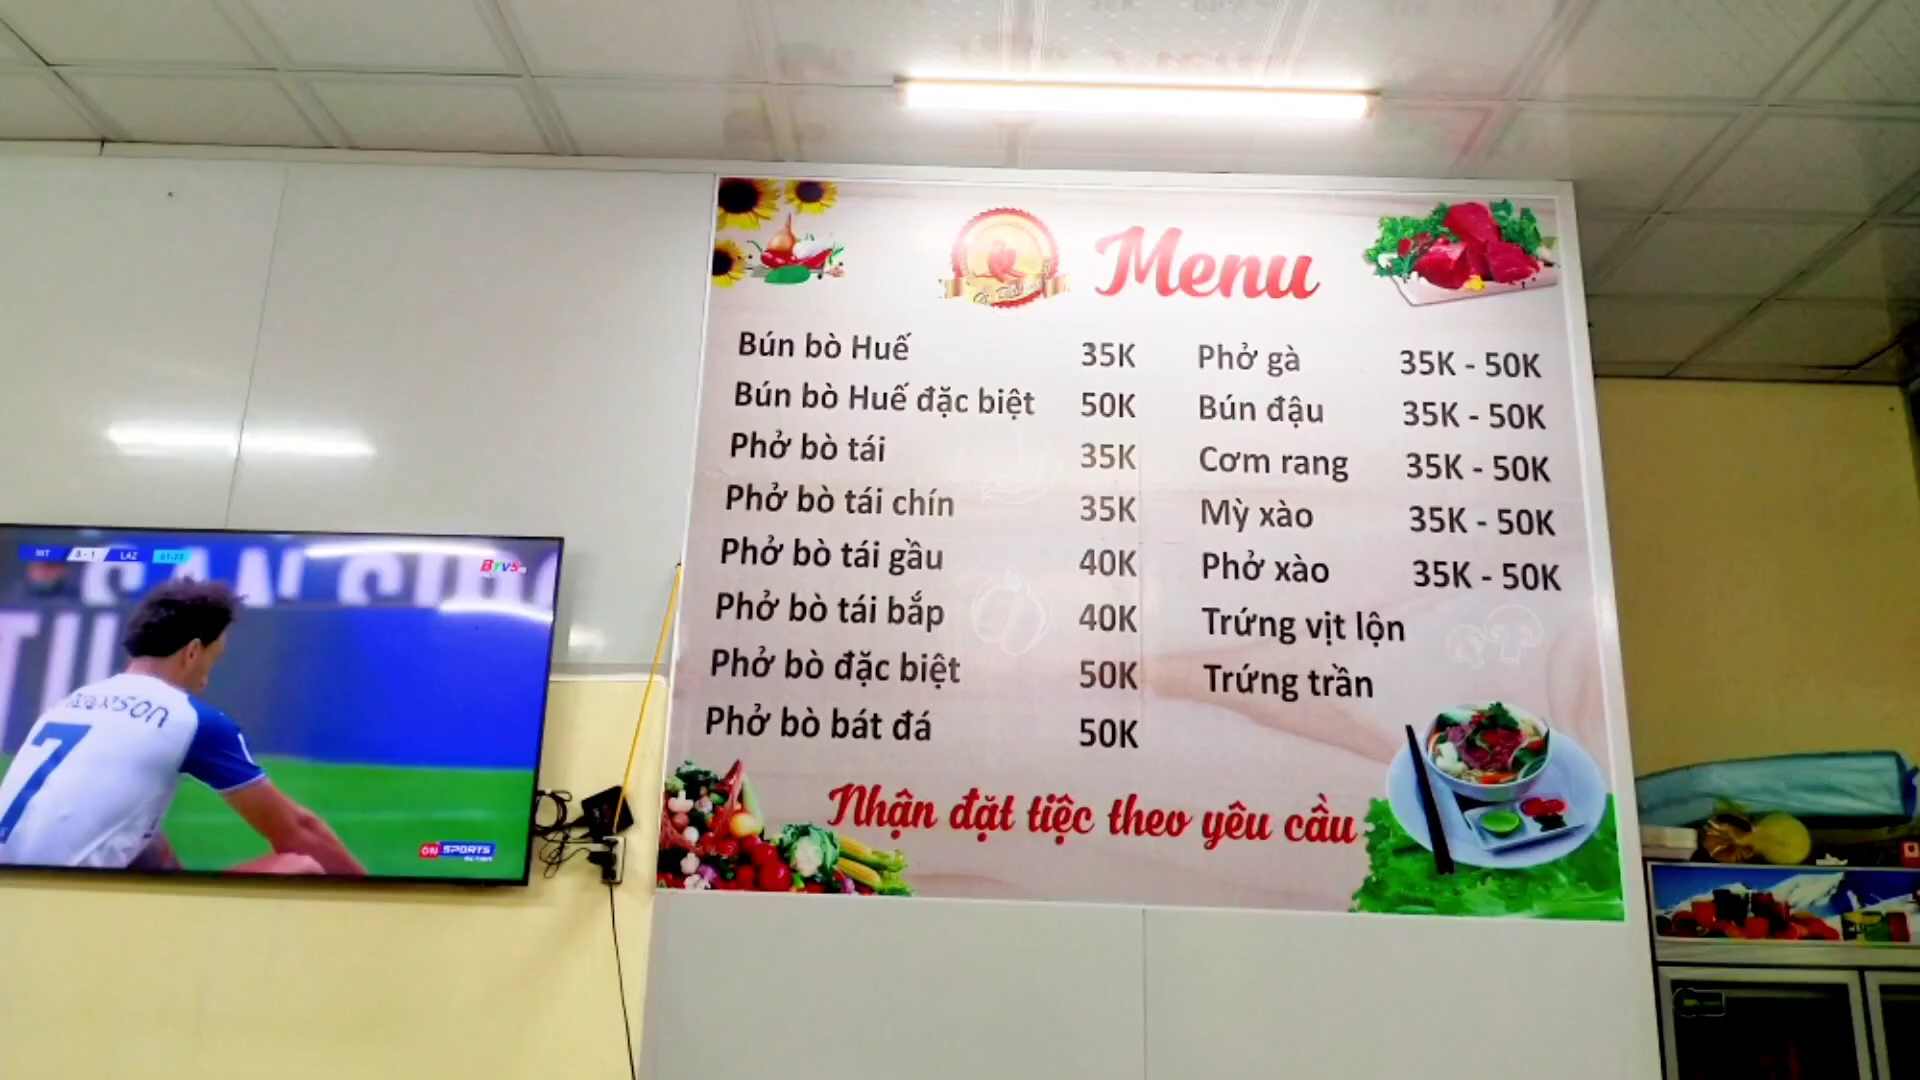 Menu
Bún bò Huế 35K
Bún bò Huế đặc biệt 50K
Phở bò tái 35K
Phở bò tái chín 35K
Phở bò tái gầu 40K
Phở bò tái bắp 40K
Phở bò đặc biệt 50K
Phở bò bát đá 50K
Phở gà 35K - 50K
Bún đậu 35K - 50K
Cơm rang 35K - 50K
Mỳ xào 35K - 50K
Phở xào 35K - 50K
Trứng vịt lộn
Trứng trần
Nhận đặt tiệc theo yêu cầu
LAZ
BTV5
SAN SIRO
7
ON SPORTS